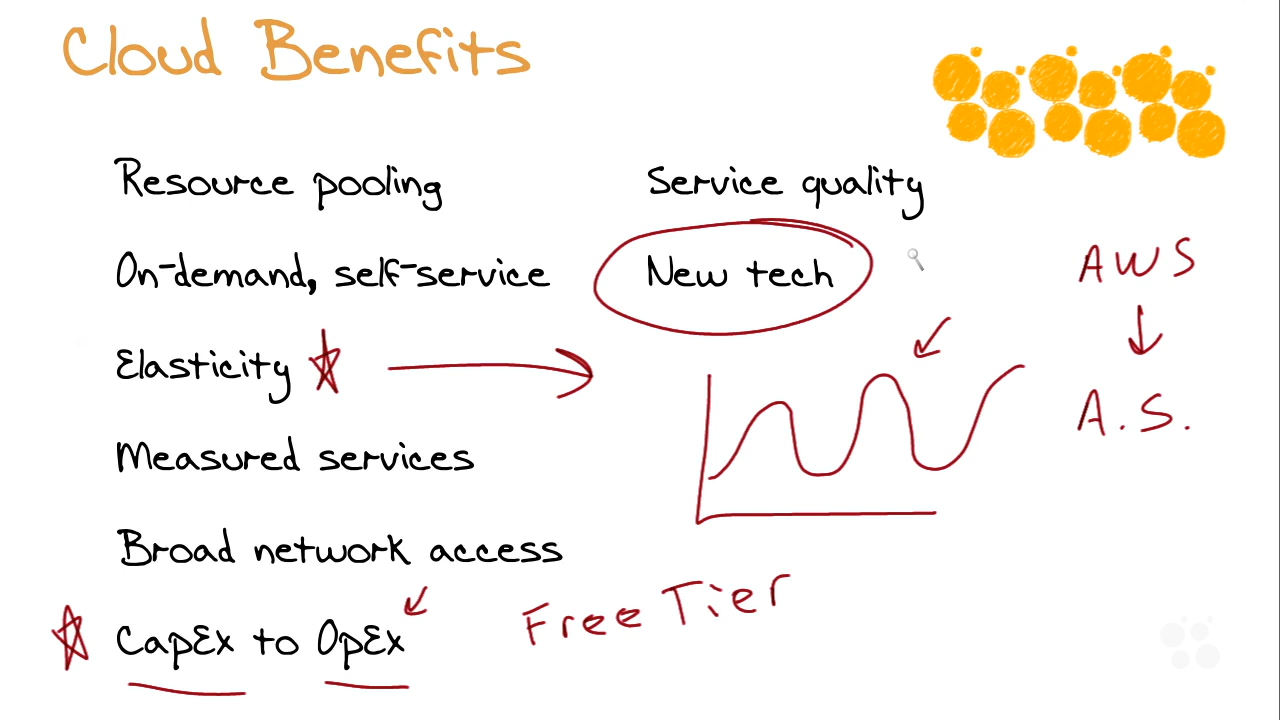 Cloud Benefits
Resource pooling
On-demand, self-service
Elasticity
Measured services
Broad network access
CapEx to OpEx
Service quality
New tech
AWS
A.S.
Free Tier